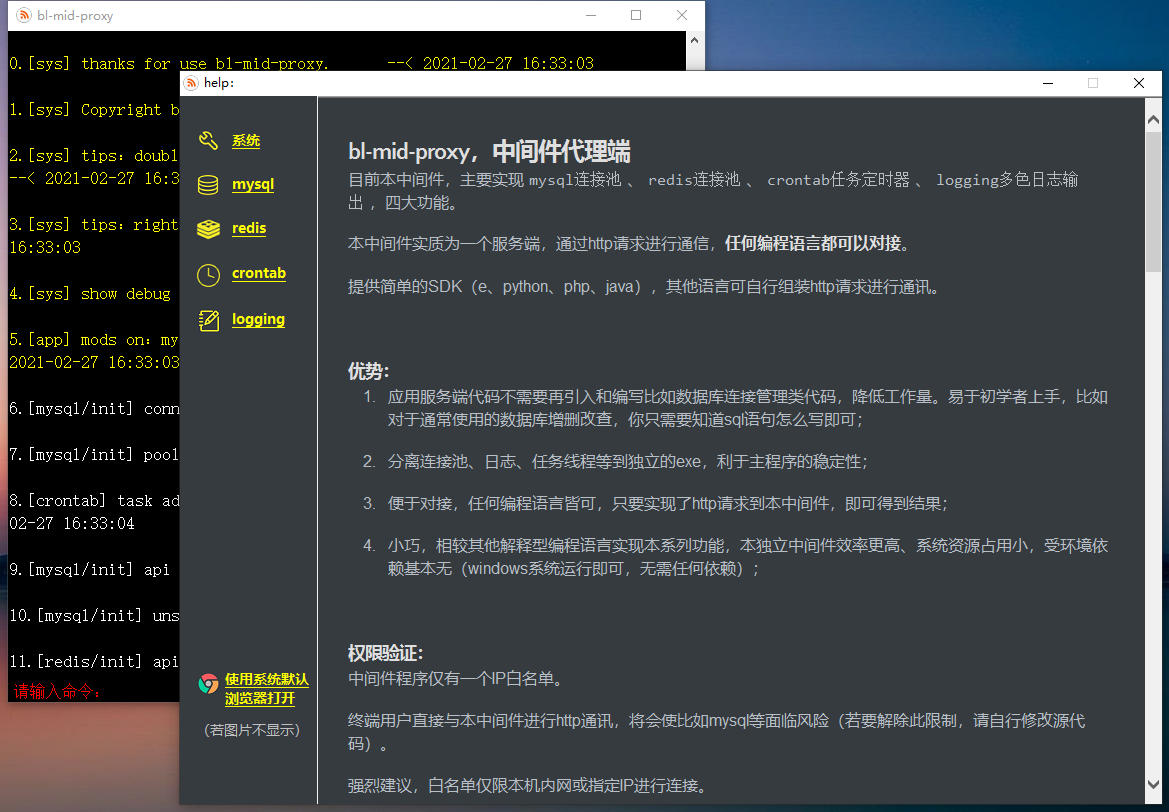 bl-mid-proxy
0.[sys] thanks for use bl-mid-proxy. --< 2021-02-27 16:33:03
1.[sys] Copyright b
2.[sys] tips: doubl
--< 2021-02-27 16:3
3.[sys] tips: right
16:33:03
4.[sys] show debug
5.[app] mods on: my
2021-02-27 16:33:03
6.[mysql/init] conn
7.[mysql/init] pool
8.[crontab] task ad
02-27 16:33:04
9.[mysql/init] api
10.[mysql/init] uns
11.[redis/init] api
请输入命令:
help:
系统
mysql
redis
crontab
logging
使用系统默认
浏览器打开
(若图片不显示)
bl-mid-proxy，中间件代理端
目前本中间件，主要实现 mysql连接池 、 redis连接池 、 crontab任务定时器 、 logging多色日志输
出 ，四大功能。
本中间件实质为一个服务端，通过http请求进行通信，任何编程语言都可以对接。
提供简单的SDK（e、python、php、java），其他语言可自行组装http请求进行通讯。
优势：
1. 应用服务端代码不需要再引入和编写比如数据库连接管理类代码，降低工作量。易于初学者上手，比如
对于通常使用的数据库增删改查，你只需要知道sql语句怎么写即可；
2. 分离连接池、日志、任务线程等到独立的exe，利于主程序的稳定性；
3. 便于对接，任何编程语言皆可，只要实现了http请求到本中间件，即可得到结果；
4. 小巧，相较其他解释型编程语言实现本系列功能，本独立中间件效率更高、系统资源占用小，受环境依
赖基本无（windows系统运行即可，无需任何依赖）；
权限验证：
中间件程序仅有一个IP白名单。
终端用户直接与本中间件进行http通讯，将会使比如mysql等面临风险（若要解除此限制，请自行修改源代
码）。
强烈建议，白名单仅限本机内网或指定IP进行连接。